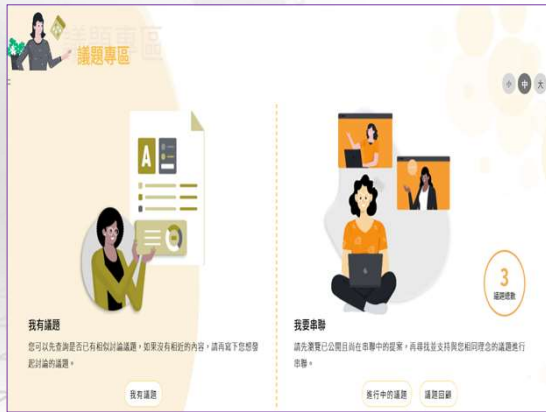 議題專區
小 中 大
A
3
議題總數
我有議題
您可以先查詢是否已有相似討論議題，如果沒有相近的內容，請再寫下您想發
起討論的議題。
我有議題
我要串聯
請先瀏覽已公開且尚在串聯中的提案，再尋找並支持與您相同理念的議題進行
串聯。
進行中的議題 議題回顧